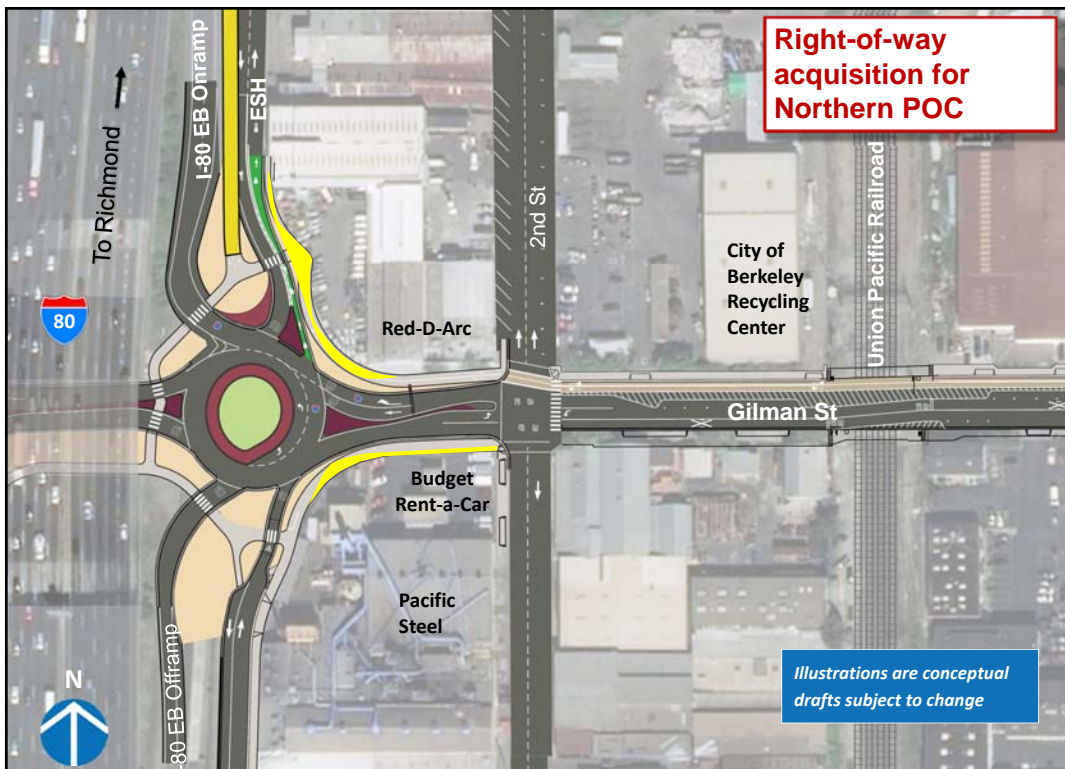 Right-of-way
acquisition for
Northern POC
I-80 EB Onramp
ESH
To Richmond
80
2nd St
Union Pacific Railroad
City of
Berkeley
Recycling
Center
Red-D-Arc
Gilman St
Budget
Rent-a-Car
Pacific
Steel
I-80 EB Offramp
N
Illustrations are conceptual
drafts subject to change